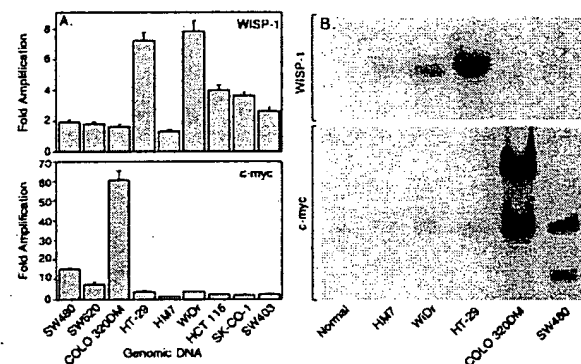 A.
WISP-1
Fold Amplification
8
6
4
2
0
c-myc
Fold Amplification
70
60
50
40
30
20
10
0
SW480
SW620
COLO 320DM
HT-29
HM7
WiDr
HCT 116
SK-CO-1
SW403
Genomic DNA
B.
WISP-1
c-myc
Normal
HM7
WiDr
HT-29
COLO 320DM
SW480